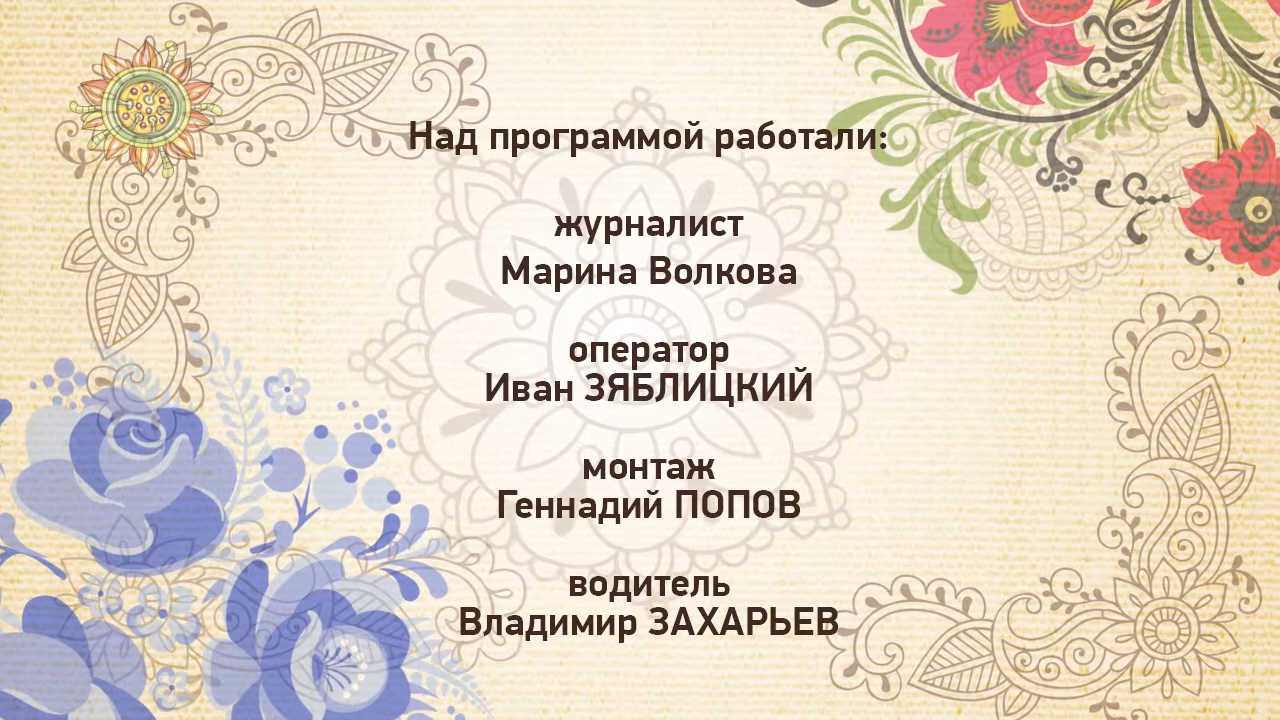 Над программой работали:
журналист
Марина Волкова
оператор
Иван ЗЯБЛИЦКИЙ
монтаж
Геннадий ПОПОВ
водитель
Владимир ЗАХАРЬЕВ